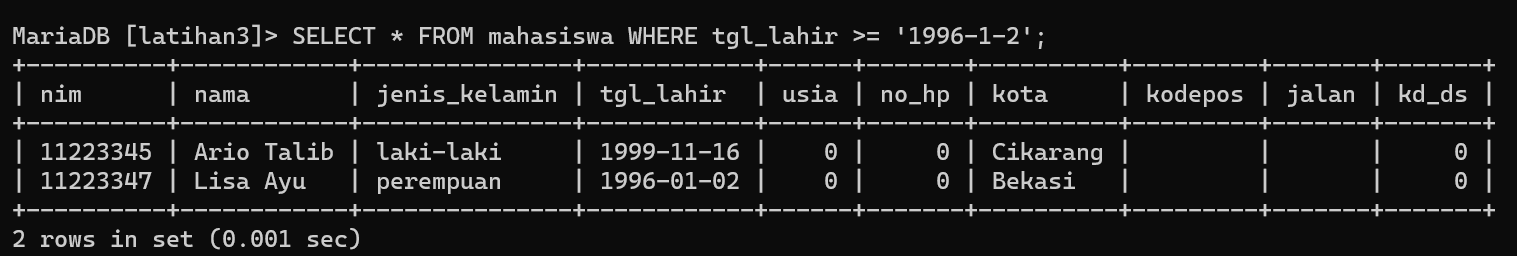 MariaDB [latihan3]> SELECT * FROM mahasiswa WHERE tgl_lahir >= '1996-1-2';
+----------+------------+---------------+------------+------+-------+----------+---------+-------+-------+
| nim      | nama       | jenis_kelamin | tgl_lahir  | usia | no_hp | kota     | kodepos | jalan | kd_ds |
+----------+------------+---------------+------------+------+-------+----------+---------+-------+-------+
| 11223345 | Ario Talib | laki-laki     | 1999-11-16 |    0 |     0 | Cikarang |         |       |     0 |
| 11223347 | Lisa Ayu   | perempuan     | 1996-01-02 |    0 |     0 | Bekasi   |         |       |     0 |
+----------+------------+---------------+------------+------+-------+----------+---------+-------+-------+
2 rows in set (0.001 sec)